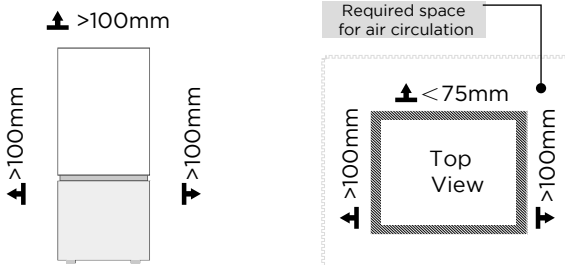 >100mm
>100mm
>100mm
Required space
for air circulation
<75mm
>100mm
>100mm
Top
View